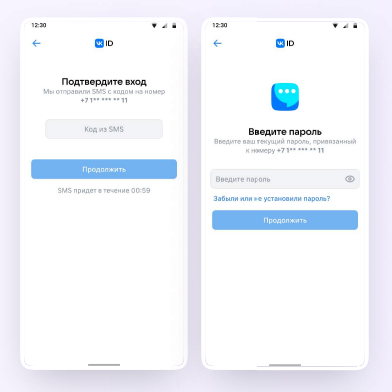 12:30
VK ID
Подтвердите вход
Мы отправили SMS с кодом на номер
+7 1** *** ** 11
Код из SMS
Продолжить
SMS придет в течение 00:59
12:30
VK ID
Введите пароль
Введите ваш текущий пароль, привязанный
к номеру +7 1** *** ** 11
Введите пароль
Забыли или не установили пароль?
Продолжить